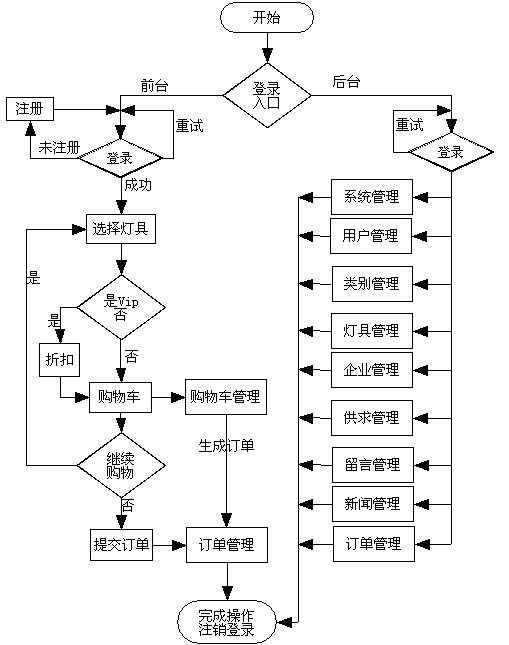 开始
登录
入口
前台
后台
注册
重试
未注册
登录
重试
登录
成功
选择灯具
是
是Vip
否
是
否
折扣
购物车
购物车管理
生成订单
继续
购物
否
提交订单
订单管理
系统管理
用户管理
类别管理
灯具管理
企业管理
供求管理
留言管理
新闻管理
订单管理
完成操作
注销登录